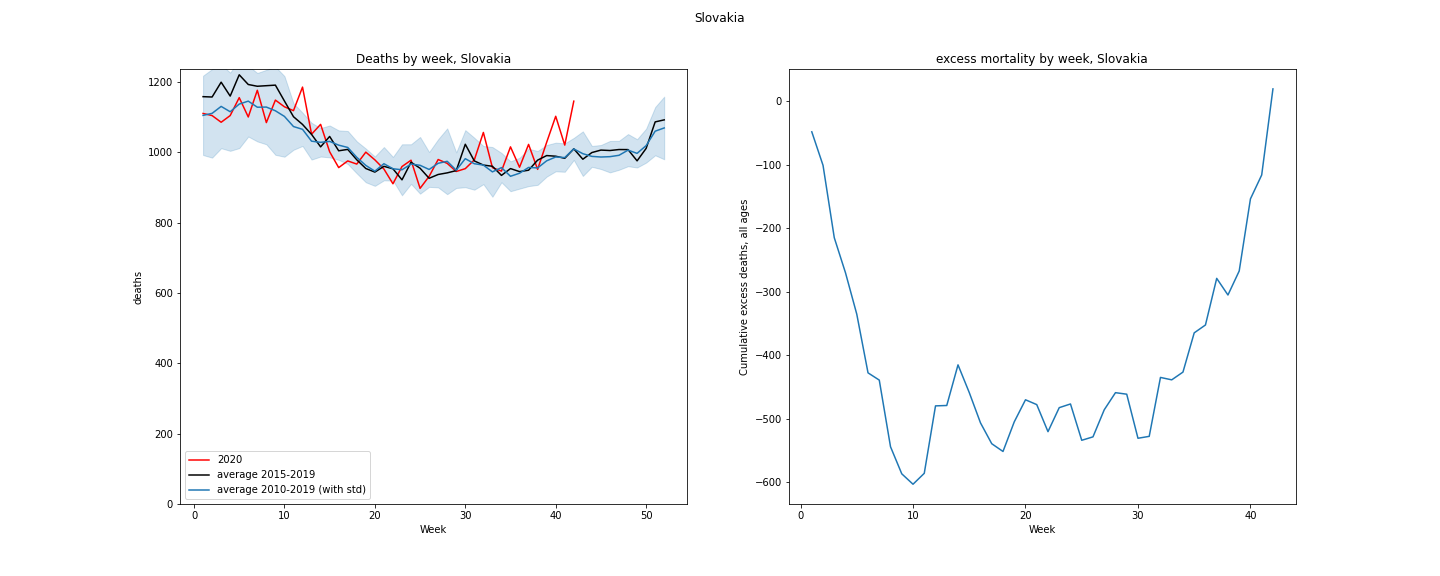 Slovakia
Deaths by week, Slovakia
1200
1000
800
600
400
200
0
deaths
2020
average 2015-2019
average 2010-2019 (with std)
0 10 20 30 40 50
Week
excess mortality by week, Slovakia
0
−100
−200
−300
−400
−500
−600
Cumulative excess deaths, all ages
0 10 20 30 40
Week